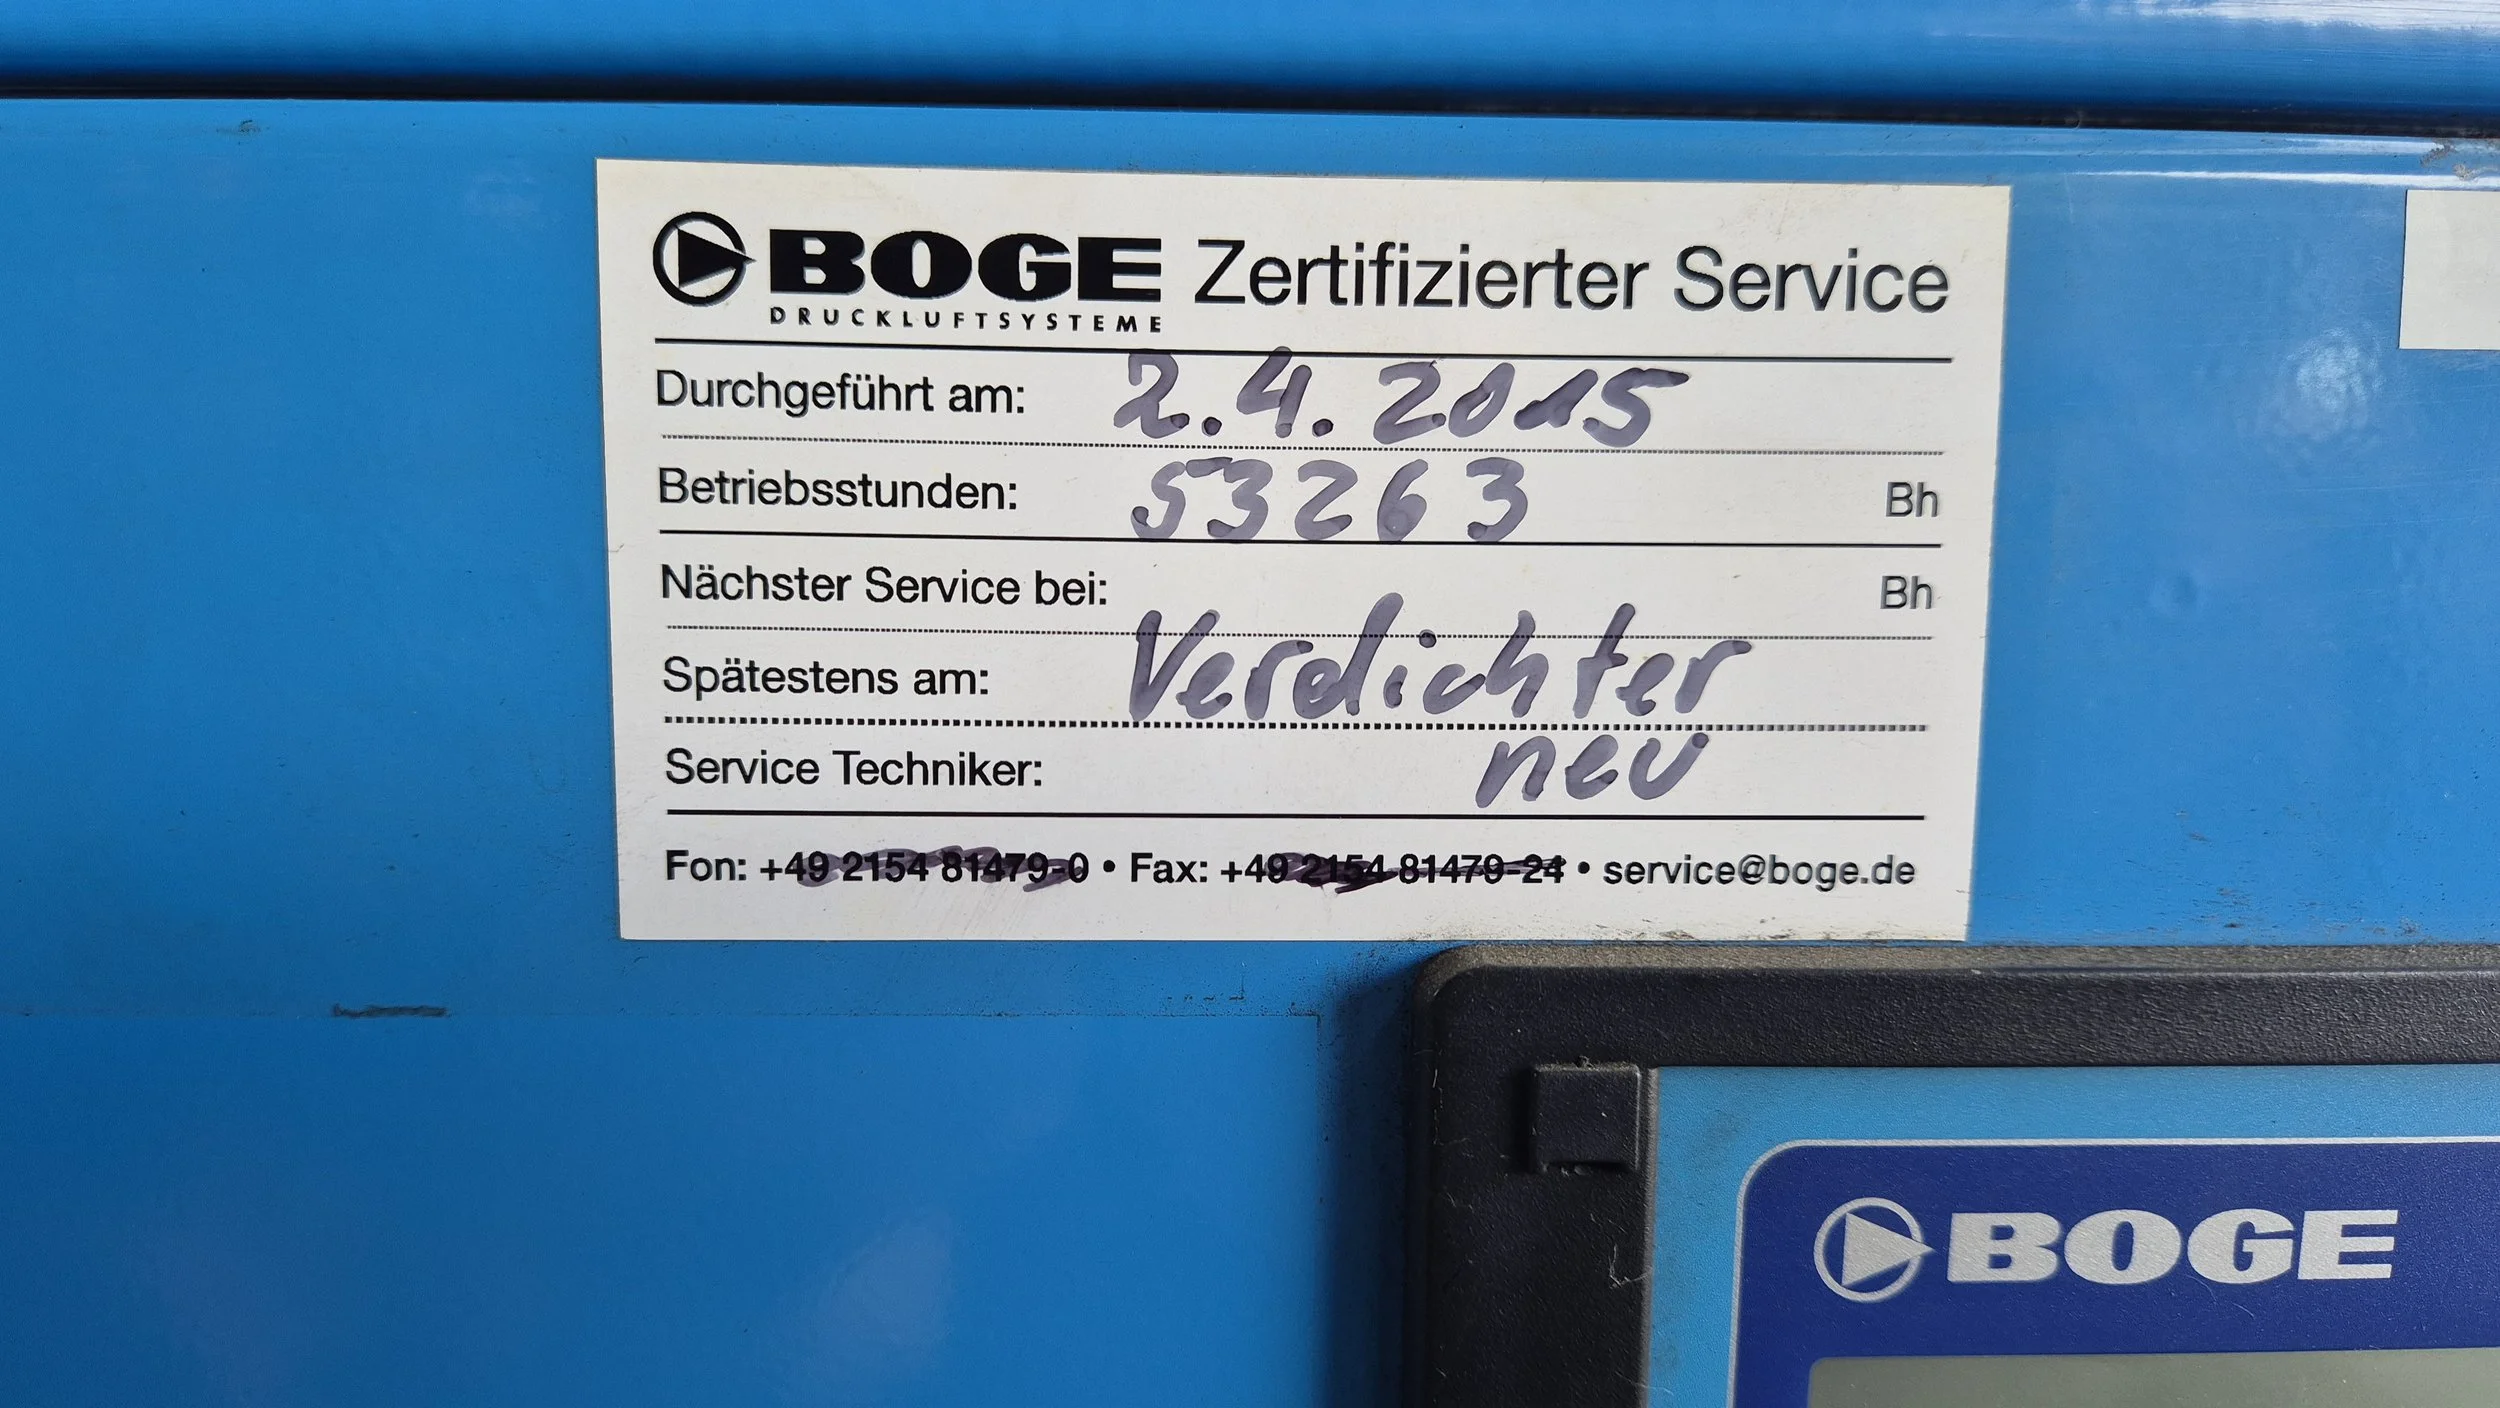 BOGE Zertifizierter Service
DRUCKLUFTSYSTEME
Durchgeführt am: 2.4.2015
Betriebsstunden: 53263 Bh
Nächster Service bei: Bh
Spätestens am: Verdichter
Service Techniker: neu
Fon: +49 2154 81479-0 • Fax: +49 2154 81479-24 • service@boge.de
BOGE